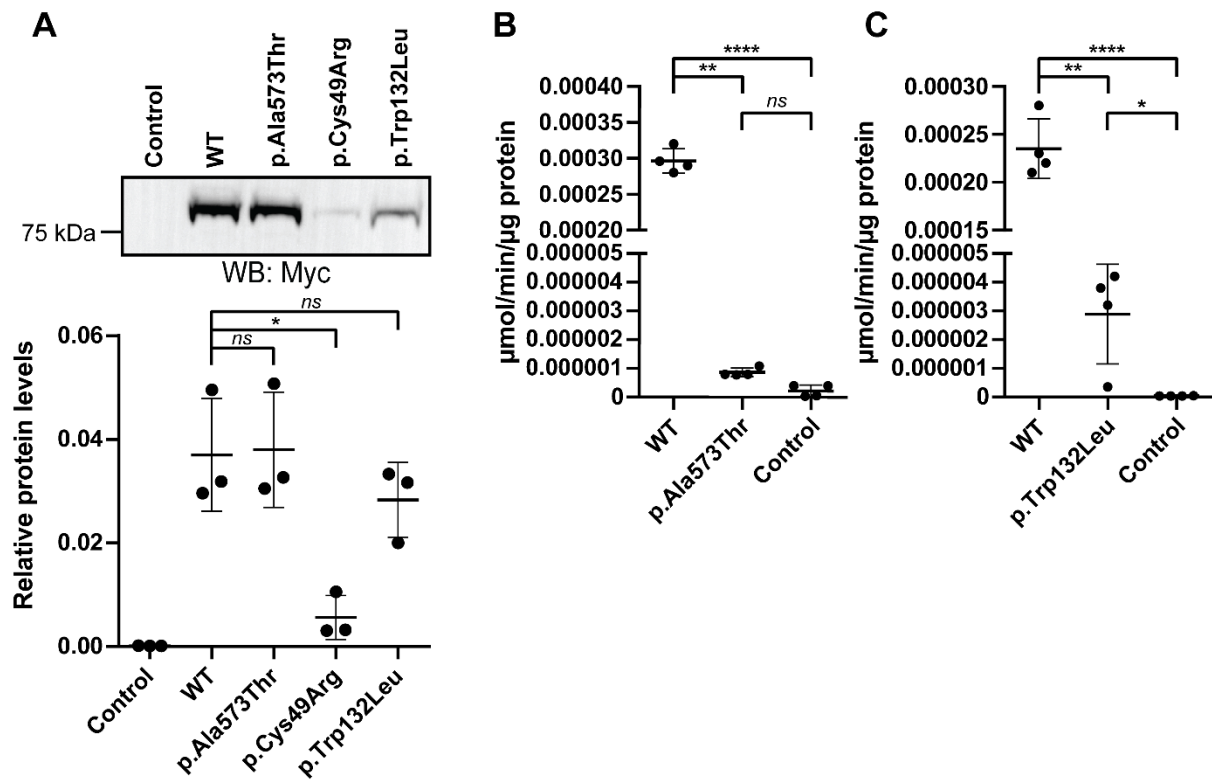 A
Control
WT
p.Ala573Thr
p.Cys49Arg
p.Trp132Leu
75 kDa
WB: Myc
Relative protein levels
0.06
0.04
0.02
0.00
ns
*
ns
Control
WT
p.Ala573Thr
p.Cys49Arg
p.Trp132Leu
B
µmol/min/µg protein
0.00040
0.00035
0.00030
0.00025
0.00020
0.000005
0.000004
0.000003
0.000002
0.000001
0
****
**
ns
WT
p.Ala573Thr
Control
C
µmol/min/µg protein
0.00030
0.00025
0.00020
0.00015
0.000005
0.000004
0.000003
0.000002
0.000001
0
****
**
*
WT
p.Trp132Leu
Control